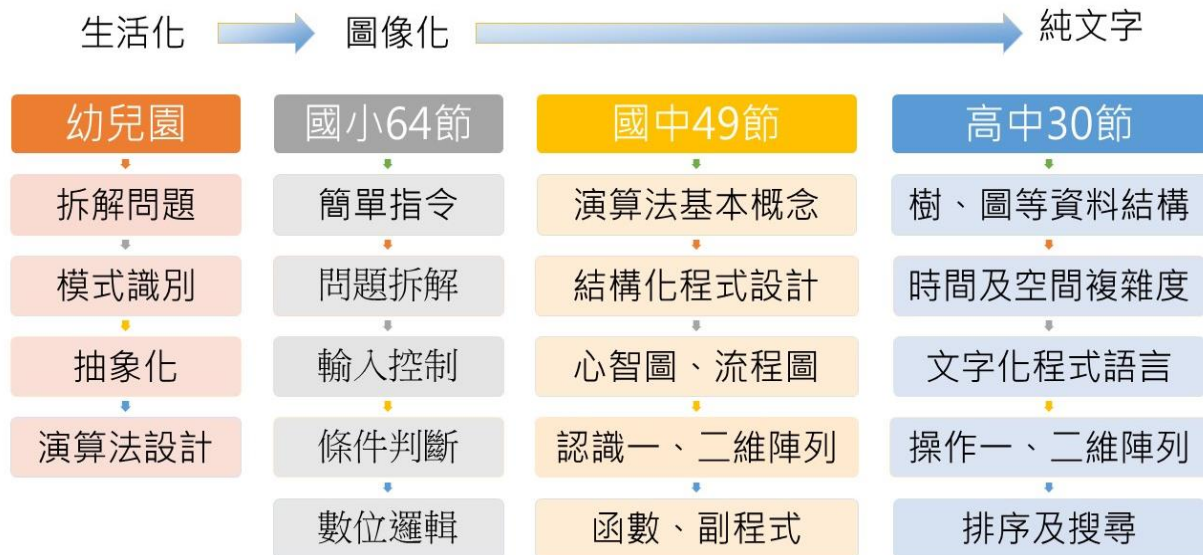 生活化
圖像化
純文字
幼兒園
拆解問題
模式識別
抽象化
演算法設計
國小64節
簡單指令
問題拆解
輸入控制
條件判斷
數位邏輯
國中49節
演算法基本概念
結構化程式設計
心智圖、流程圖
認識一、二維陣列
函數、副程式
高中30節
樹、圖等資料結構
時間及空間複雜度
文字化程式語言
操作一、二維陣列
排序及搜尋